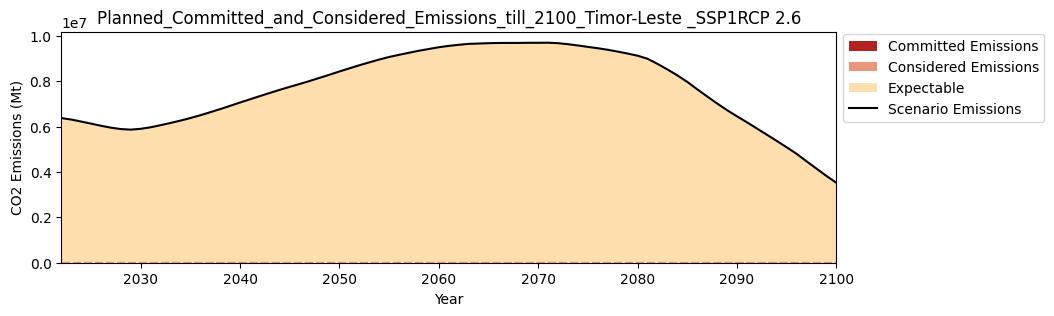 Planned_Committed_and_Considered_Emissions_till_2100_Timor-Leste _SSP1RCP 2.6
1e7
1.0
0.8
0.6
0.4
0.2
0.0
CO2 Emissions (Mt)
2030 2040 2050 2060 2070 2080 2090 2100
Year
Committed Emissions
Considered Emissions
Expectable
Scenario Emissions